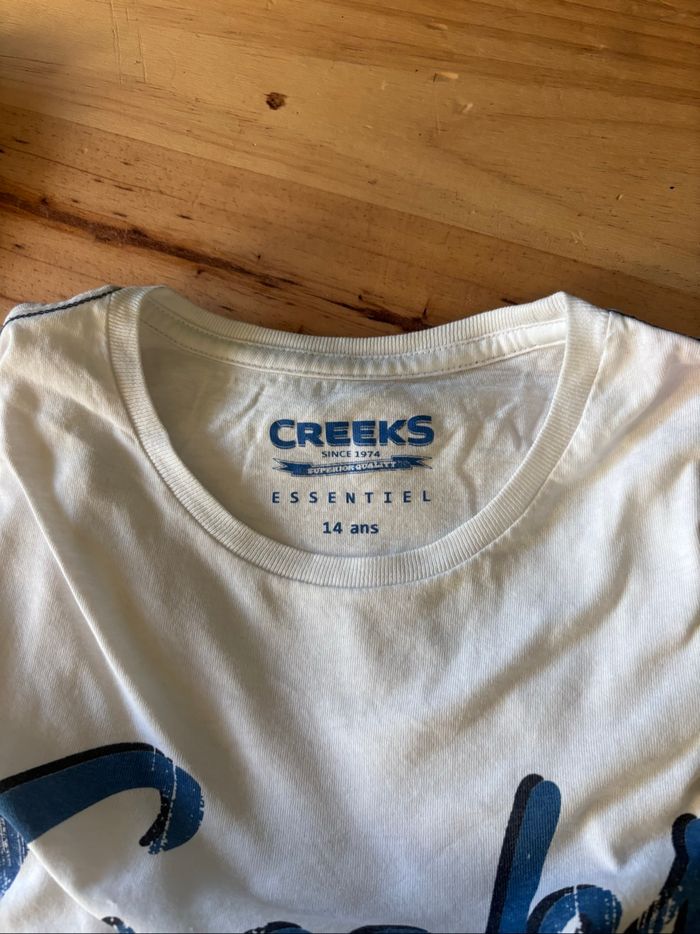 CREEKS
SINCE 1974
SUPERIOR QUALITY
ESSENTIEL
14 ans